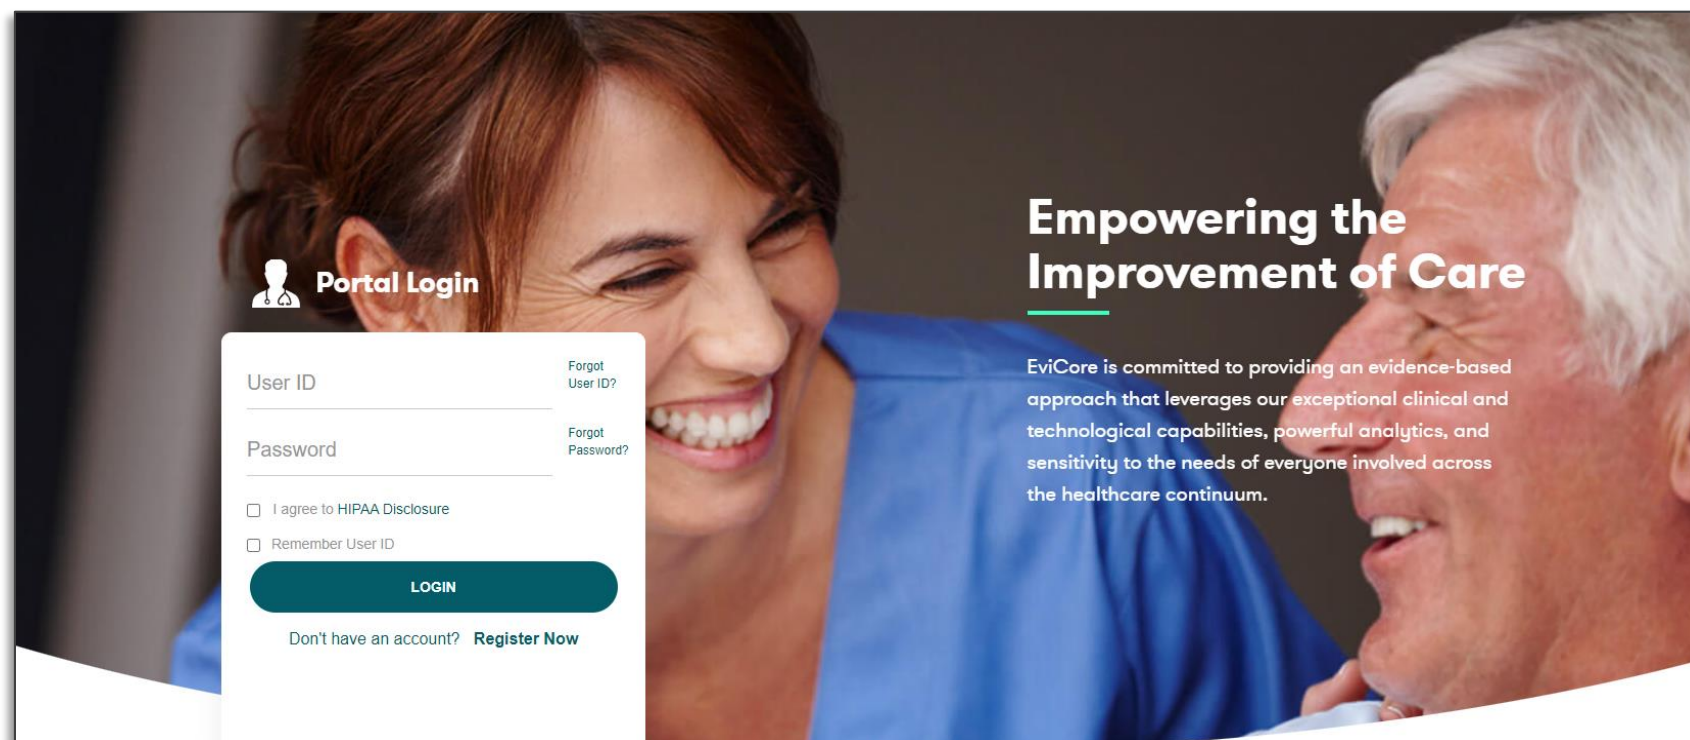 Portal Login
User ID
Forgot
User ID?
Password
Forgot
Password?
I agree to HIPAA Disclosure
Remember User ID
LOGIN
Don't have an account? Register Now
Empowering the
Improvement of Care
EviCore is committed to providing an evidence-based
approach that leverages our exceptional clinical and
technological capabilities, powerful analytics, and
sensitivity to the needs of everyone involved across
the healthcare continuum.